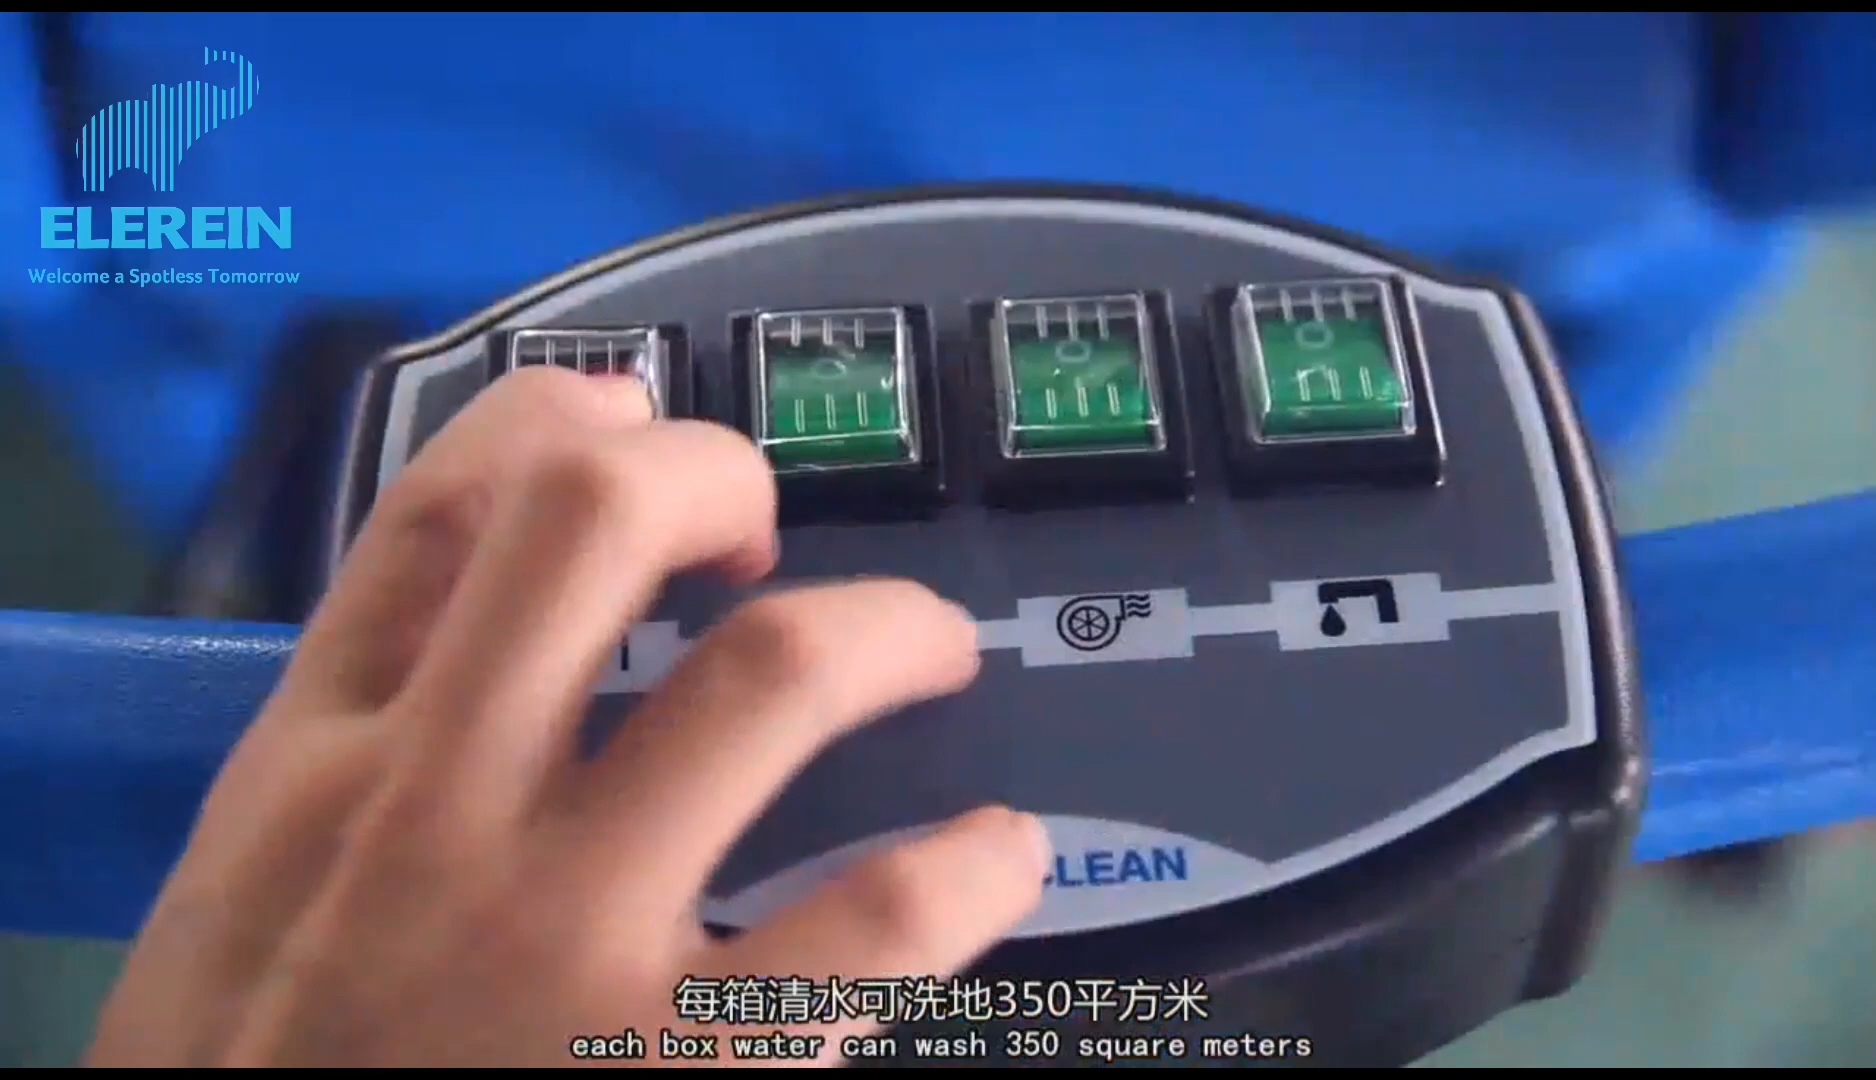 ELEREIN
Welcome a Spotless Tomorrow
CLEAN
每箱清水可洗地350平方米
each box water can wash 350 square meters